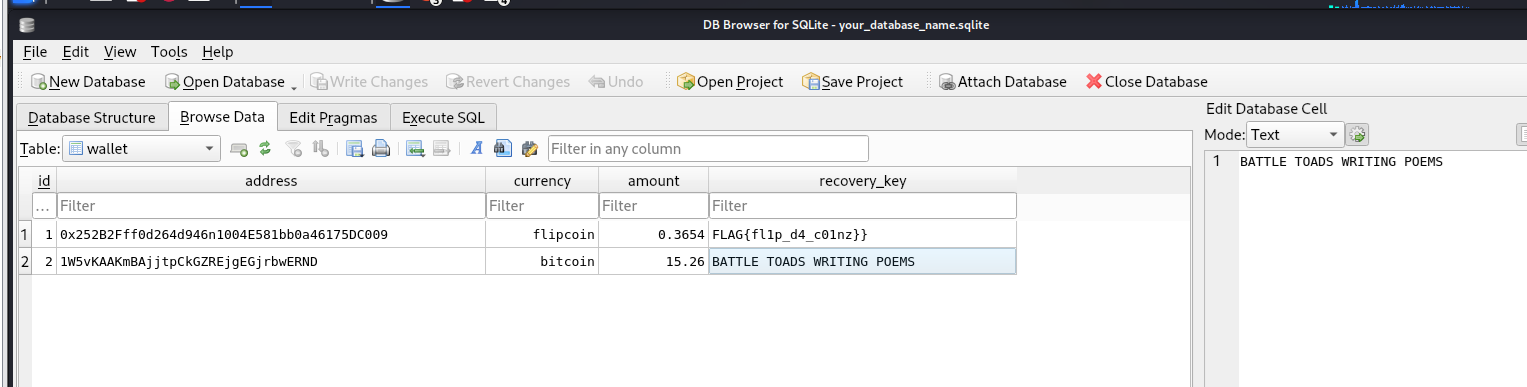 DB Browser for SQLite - your_database_name.sqlite
File Edit View Tools Help
New Database Open Database Write Changes Revert Changes Undo Open Project Save Project Attach Database Close Database
Database Structure Browse Data Edit Pragmas Execute SQL
Edit Database Cell
Table: wallet Filter in any column
Mode: Text
id address currency amount recovery_key
... Filter Filter Filter Filter
1 BATTLE TOADS WRITING POEMS
1 1 0x252B2Fff0d264d946n1004E581bb0a46175DC009 flipcoin 0.3654 FLAG{fl1p_d4_c01nz}}
2 2 1W5vKAAKmBAjjtpCkGZREjgEGjrbwERND bitcoin 15.26 BATTLE TOADS WRITING POEMS